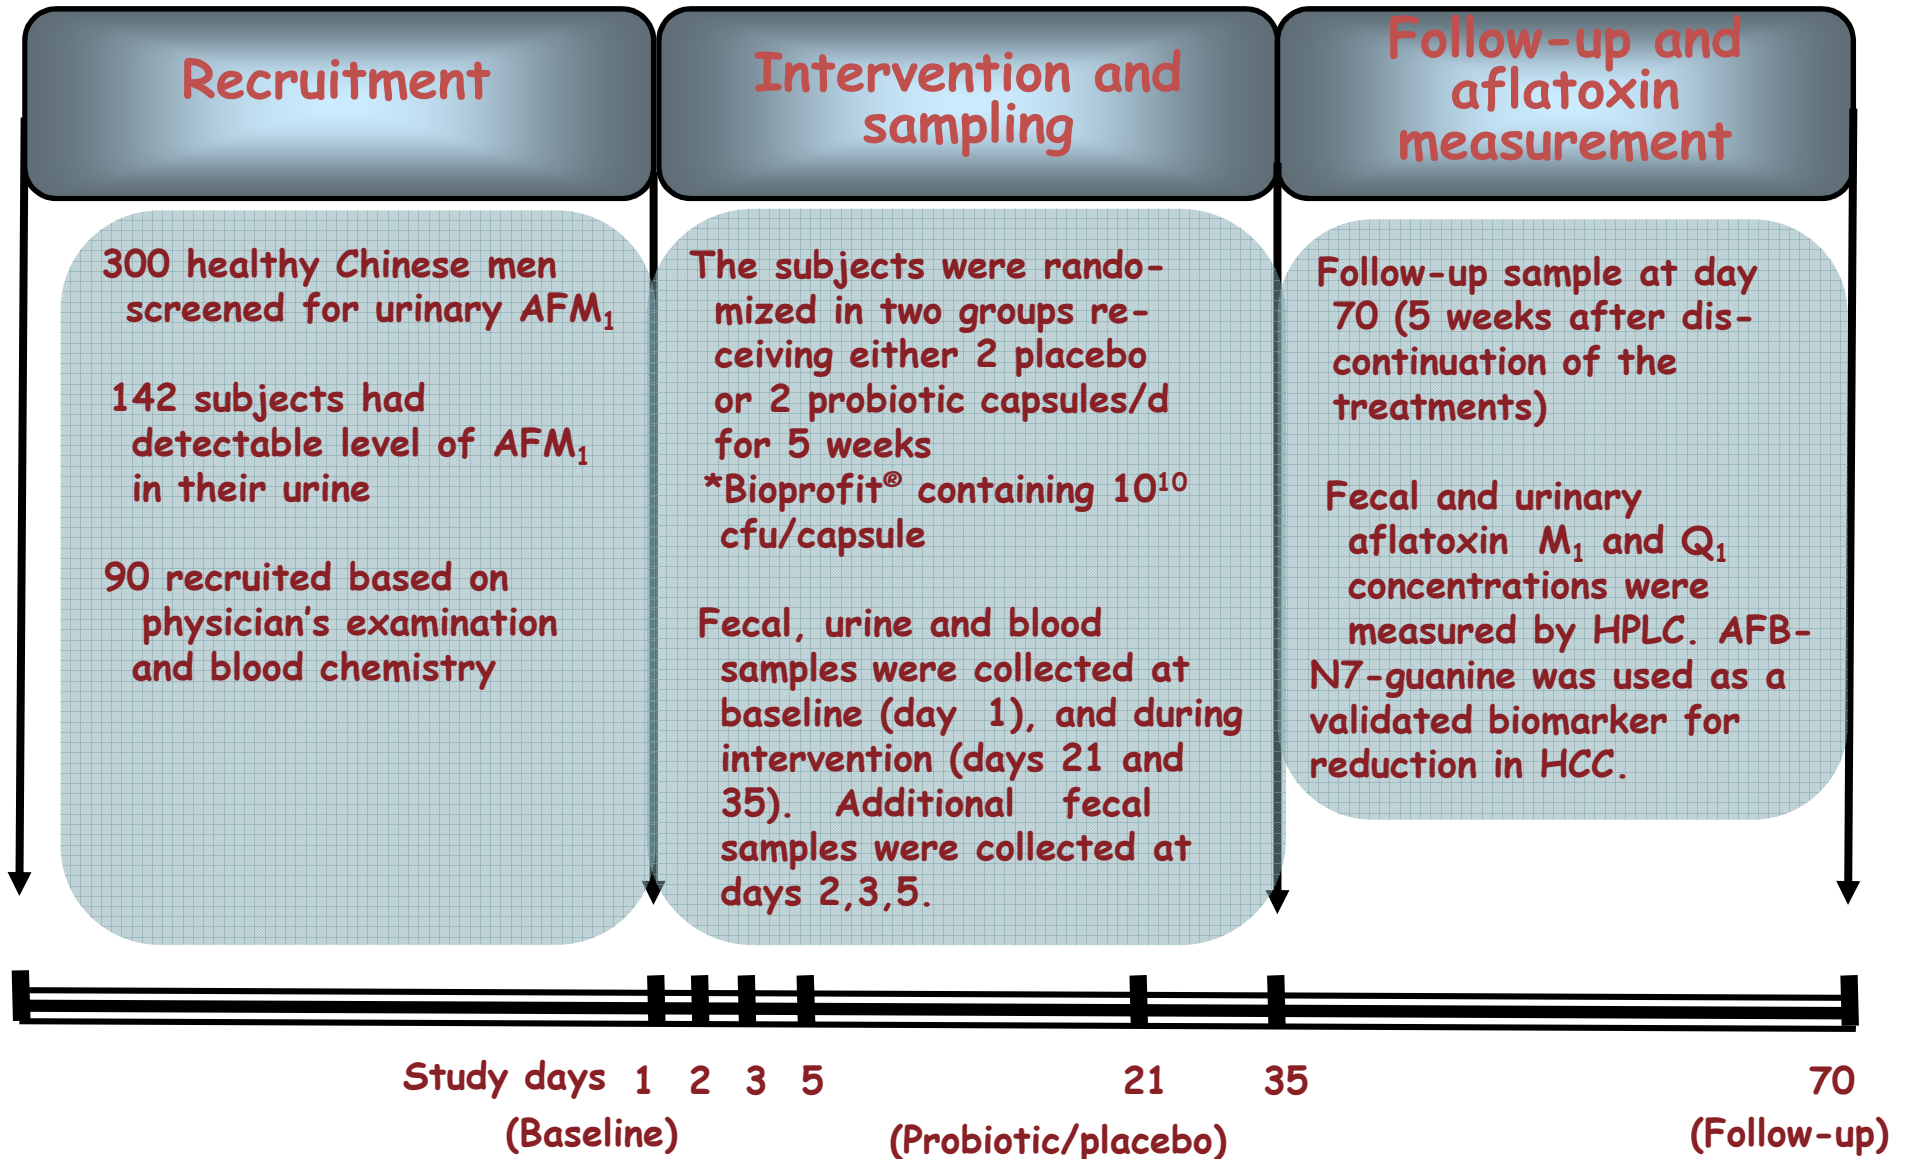 Recruitment
300 healthy Chinese men
screened for urinary AFM₁
142 subjects had
detectable level of AFM₁
in their urine
90 recruited based on
physician's examination
and blood chemistry
Intervention and
sampling
The subjects were rando-
mized in two groups re-
ceiving either 2 placebo
or 2 probiotic capsules/d
for 5 weeks
*Bioprofit® containing 10¹⁰
cfu/capsule
Fecal, urine and blood
samples were collected at
baseline (day 1), and during
intervention (days 21 and
35). Additional fecal
samples were collected at
days 2,3,5.
Follow-up and
aflatoxin
measurement
Follow-up sample at day
70 (5 weeks after dis-
continuation of the
treatments)
Fecal and urinary
aflatoxin M₁ and Q₁
concentrations were
measured by HPLC. AFB-
N7-guanine was used as a
validated biomarker for
reduction in HCC.
Study days 1 2 3 5 21 35 70
(Baseline) (Probiotic/placebo) (Follow-up)